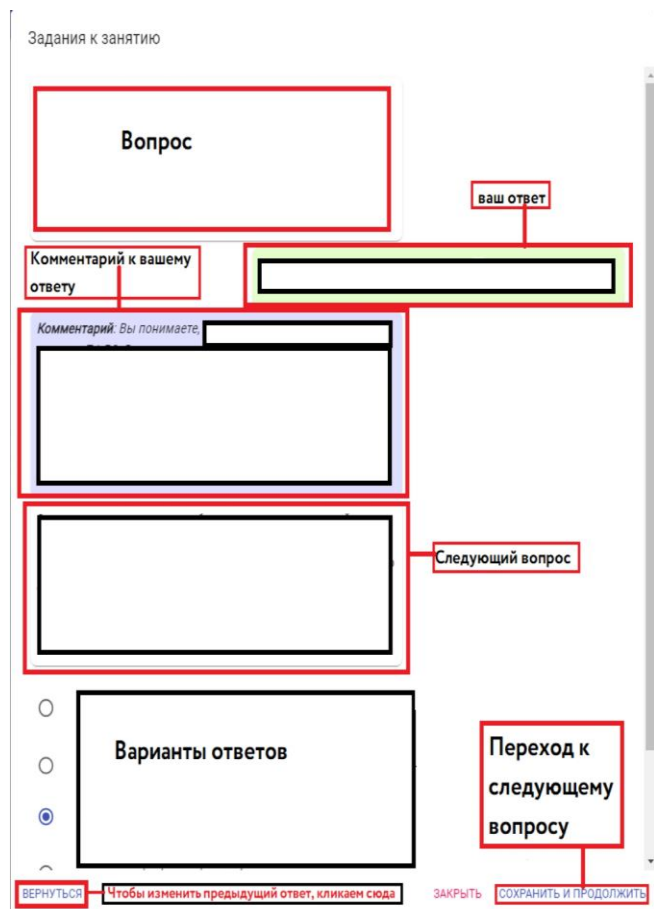 Задания к занятию
Вопрос
ваш ответ
Комментарий к вашему
ответу
Комментарий: Вы понимаете,
Следующий вопрос
Варианты ответов
Переход к
следующему
вопросу
ВЕРНУТЬСЯ
Чтобы изменить предыдущий ответ, кликаем сюда
ЗАКРЫТЬ
СОХРАНИТЬ И ПРОДОЛЖИТЬ